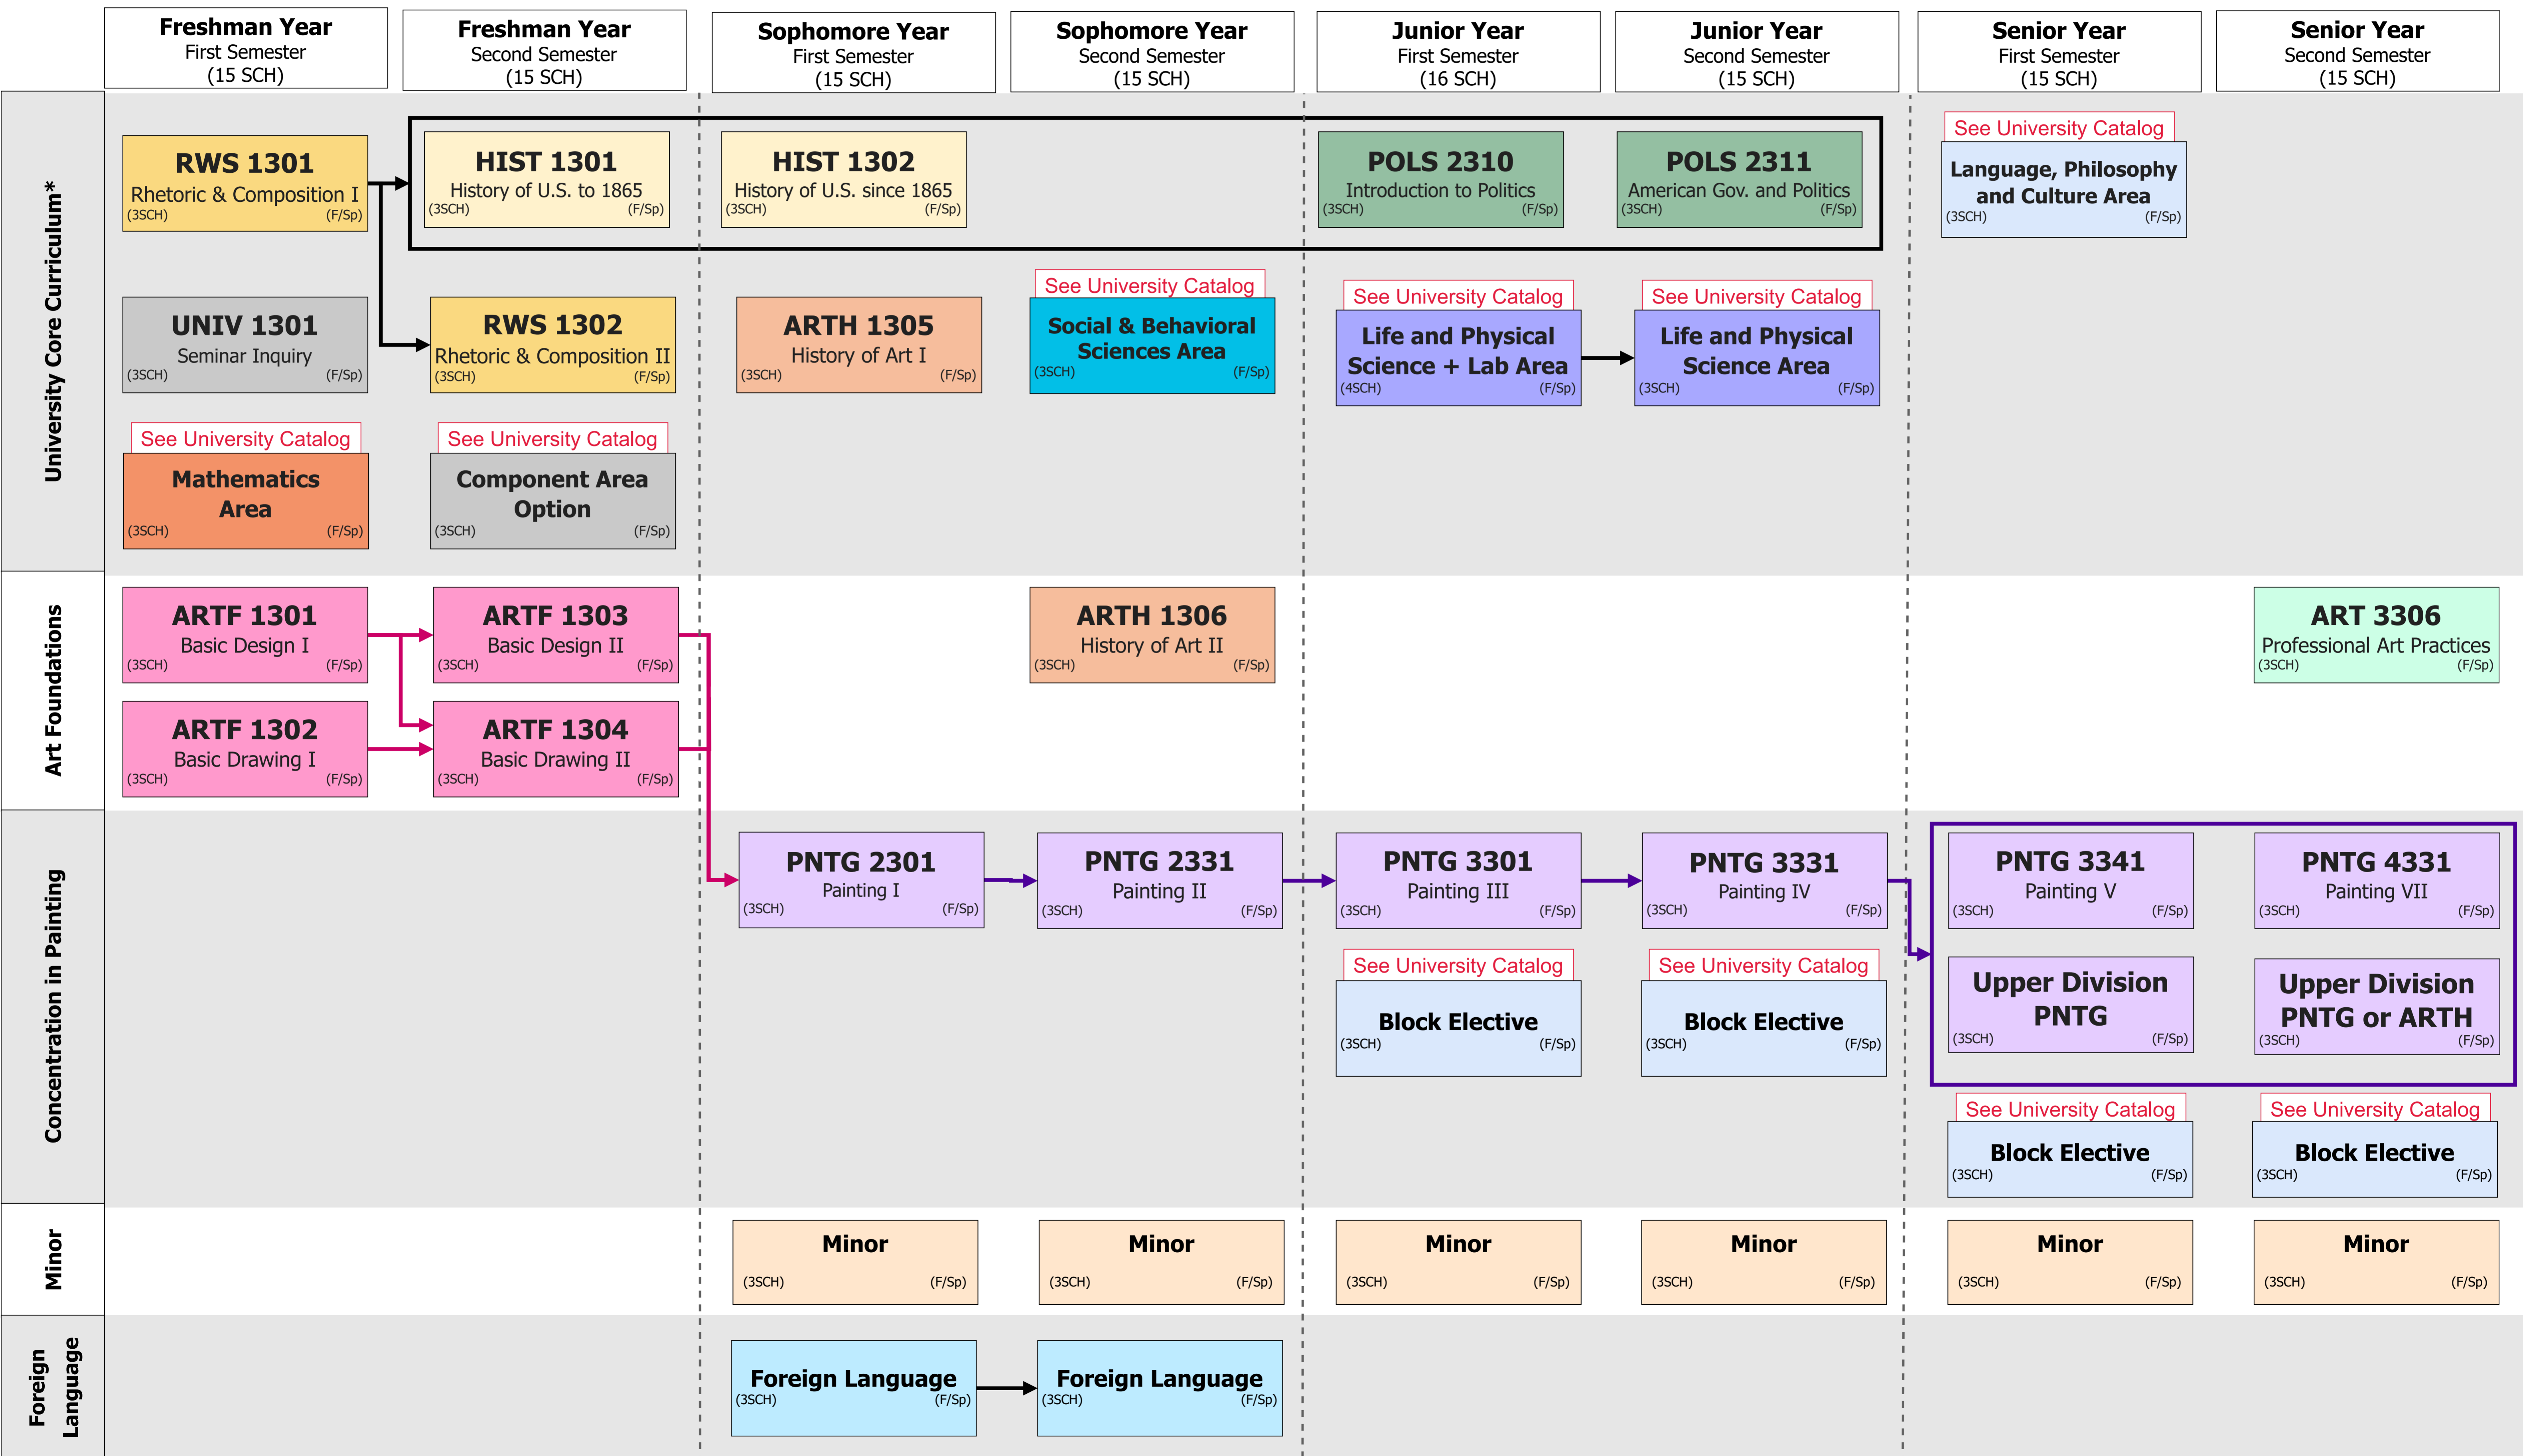 Freshman Year
First Semester
(15 SCH)
Freshman Year
Second Semester
(15 SCH)
Sophomore Year
First Semester
(15 SCH)
Sophomore Year
Second Semester
(15 SCH)
Junior Year
First Semester
(16 SCH)
Junior Year
Second Semester
(15 SCH)
Senior Year
First Semester
(15 SCH)
Senior Year
Second Semester
(15 SCH)
University Core Curriculum*
RWS 1301
Rhetoric & Composition I
(3SCH) (F/Sp)
HIST 1301
History of U.S. to 1865
(3SCH) (F/Sp)
HIST 1302
History of U.S. since 1865
(3SCH) (F/Sp)
POLS 2310
Introduction to Politics
(3SCH) (F/Sp)
POLS 2311
American Gov. and Politics
(3SCH) (F/Sp)
See University Catalog
Language, Philosophy
and Culture Area
(3SCH) (F/Sp)
UNIV 1301
Seminar Inquiry
(3SCH) (F/Sp)
RWS 1302
Rhetoric & Composition II
(3SCH) (F/Sp)
ARTH 1305
History of Art I
(3SCH) (F/Sp)
See University Catalog
Social & Behavioral
Sciences Area
(3SCH) (F/Sp)
See University Catalog
Life and Physical
Science + Lab Area
(4SCH) (F/Sp)
See University Catalog
Life and Physical
Science Area
(3SCH) (F/Sp)
See University Catalog
Mathematics
Area
(3SCH) (F/Sp)
See University Catalog
Component Area
Option
(3SCH) (F/Sp)
Art Foundations
ARTF 1301
Basic Design I
(3SCH) (F/Sp)
ARTF 1303
Basic Design II
(3SCH) (F/Sp)
ARTH 1306
History of Art II
(3SCH) (F/Sp)
ART 3306
Professional Art Practices
(3SCH) (F/Sp)
ARTF 1302
Basic Drawing I
(3SCH) (F/Sp)
ARTF 1304
Basic Drawing II
(3SCH) (F/Sp)
Concentration in Painting
PNTG 2301
Painting I
(3SCH) (F/Sp)
PNTG 2331
Painting II
(3SCH) (F/Sp)
PNTG 3301
Painting III
(3SCH) (F/Sp)
PNTG 3331
Painting IV
(3SCH) (F/Sp)
PNTG 3341
Painting V
(3SCH) (F/Sp)
PNTG 4331
Painting VII
(3SCH) (F/Sp)
See University Catalog
Block Elective
(3SCH) (F/Sp)
See University Catalog
Block Elective
(3SCH) (F/Sp)
Upper Division
PNTG
(3SCH) (F/Sp)
Upper Division
PNTG or ARTH
(3SCH) (F/Sp)
See University Catalog
Block Elective
(3SCH) (F/Sp)
See University Catalog
Block Elective
(3SCH) (F/Sp)
Minor
Minor
(3SCH) (F/Sp)
Minor
(3SCH) (F/Sp)
Minor
(3SCH) (F/Sp)
Minor
(3SCH) (F/Sp)
Minor
(3SCH) (F/Sp)
Minor
(3SCH) (F/Sp)
Foreign
Language
Foreign Language
(3SCH) (F/Sp)
Foreign Language
(3SCH) (F/Sp)